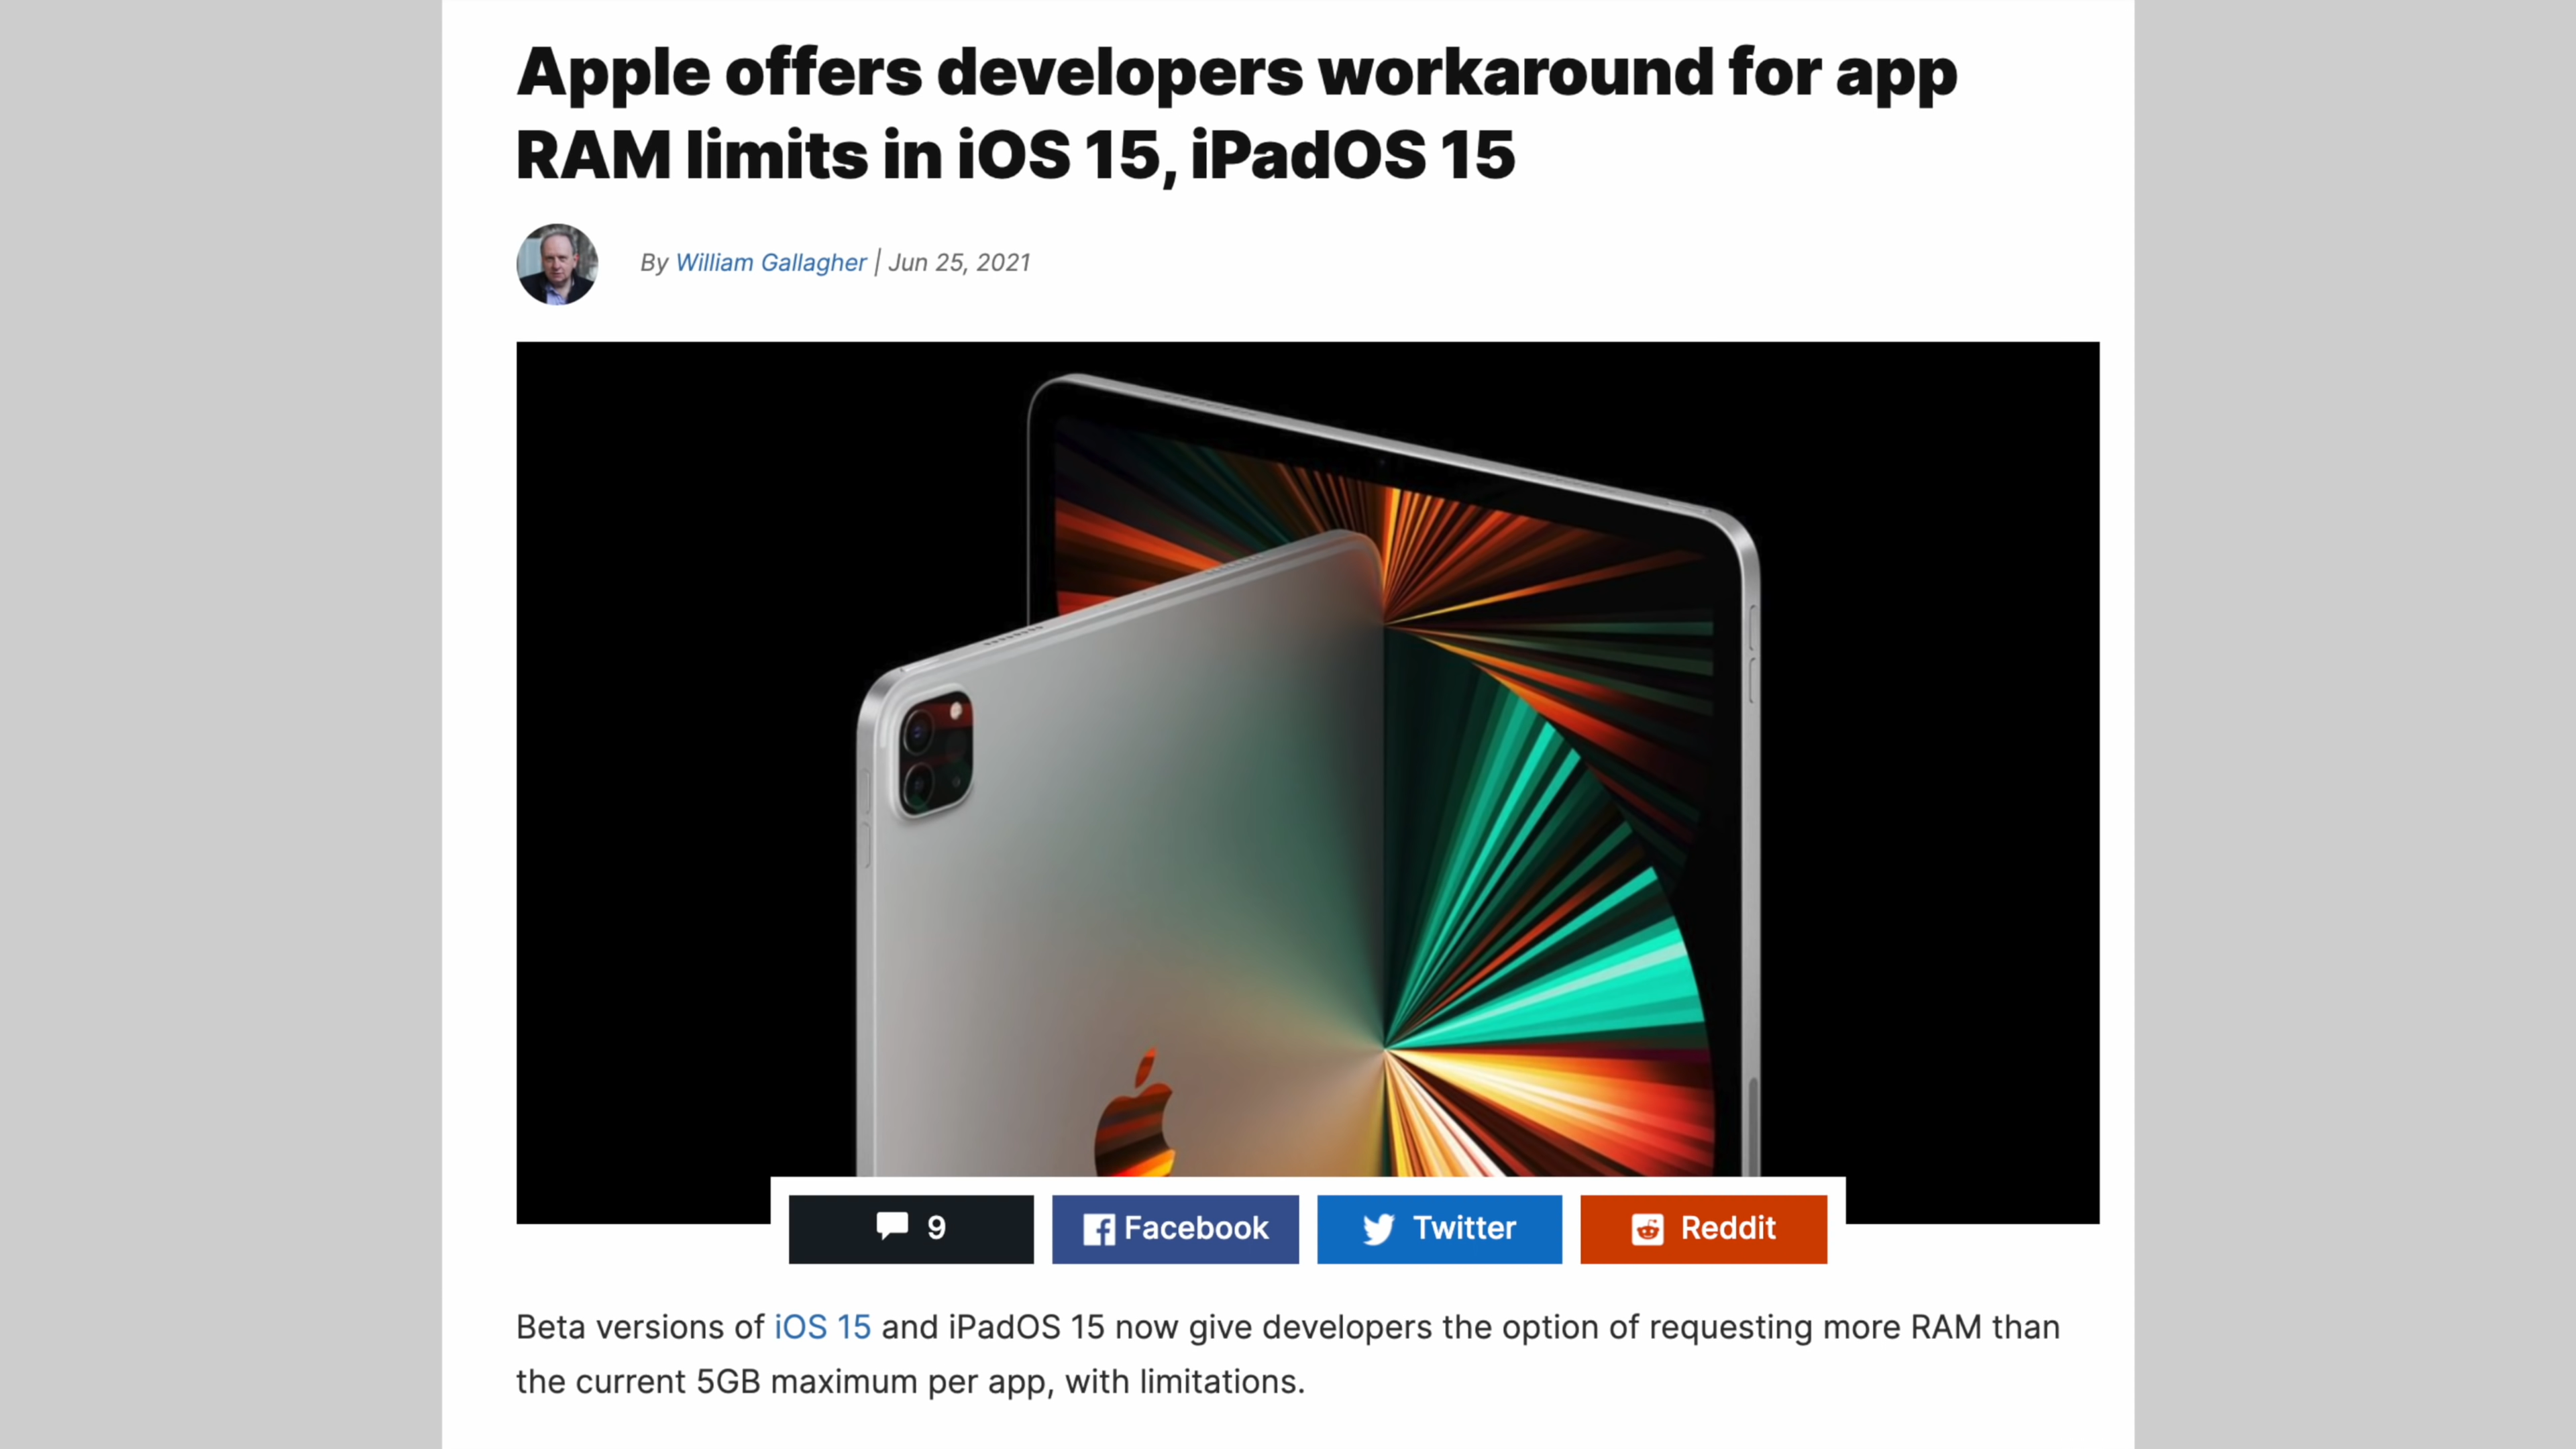 Apple offers developers workaround for app
RAM limits in iOS 15, iPadOS 15
By William Gallagher | Jun 25, 2021
9
Facebook
Twitter
Reddit
Beta versions of iOS 15 and iPadOS 15 now give developers the option of requesting more RAM than
the current 5GB maximum per app, with limitations.